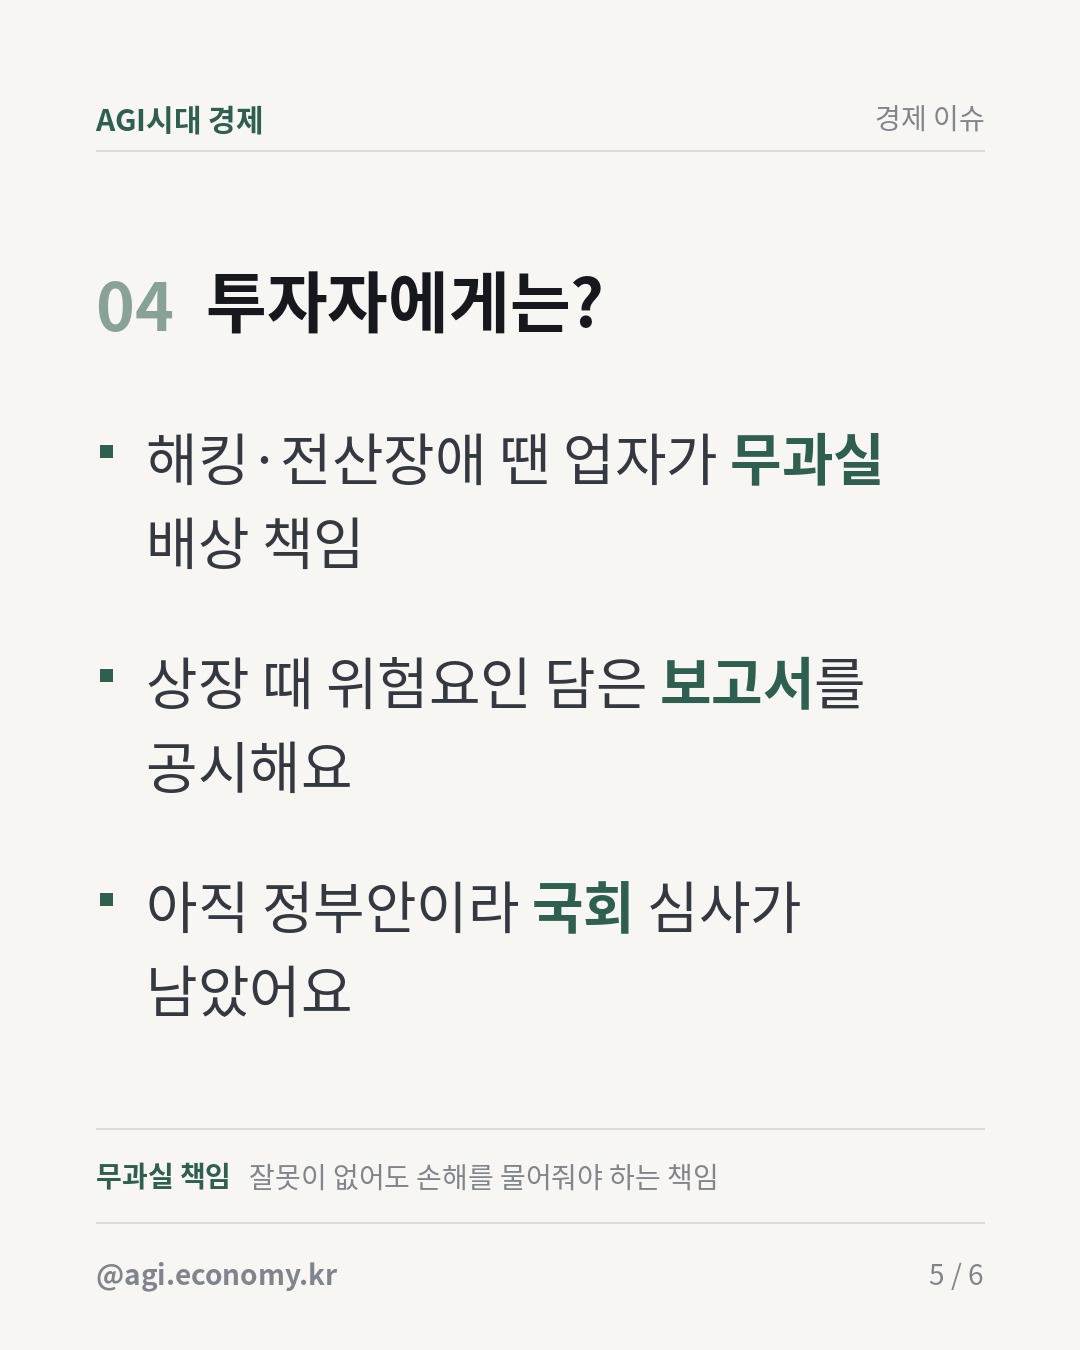 AGI시대 경제
경제 이슈
04 투자자에게는?
▪ 해킹·전산장애 땐 업자가 무과실
배상 책임
▪ 상장 때 위험요인 담은 보고서를
공시해요
▪ 아직 정부안이라 국회 심사가
남았어요
무과실 책임 잘못이 없어도 손해를 물어줘야 하는 책임
@agi.economy.kr
5 / 6